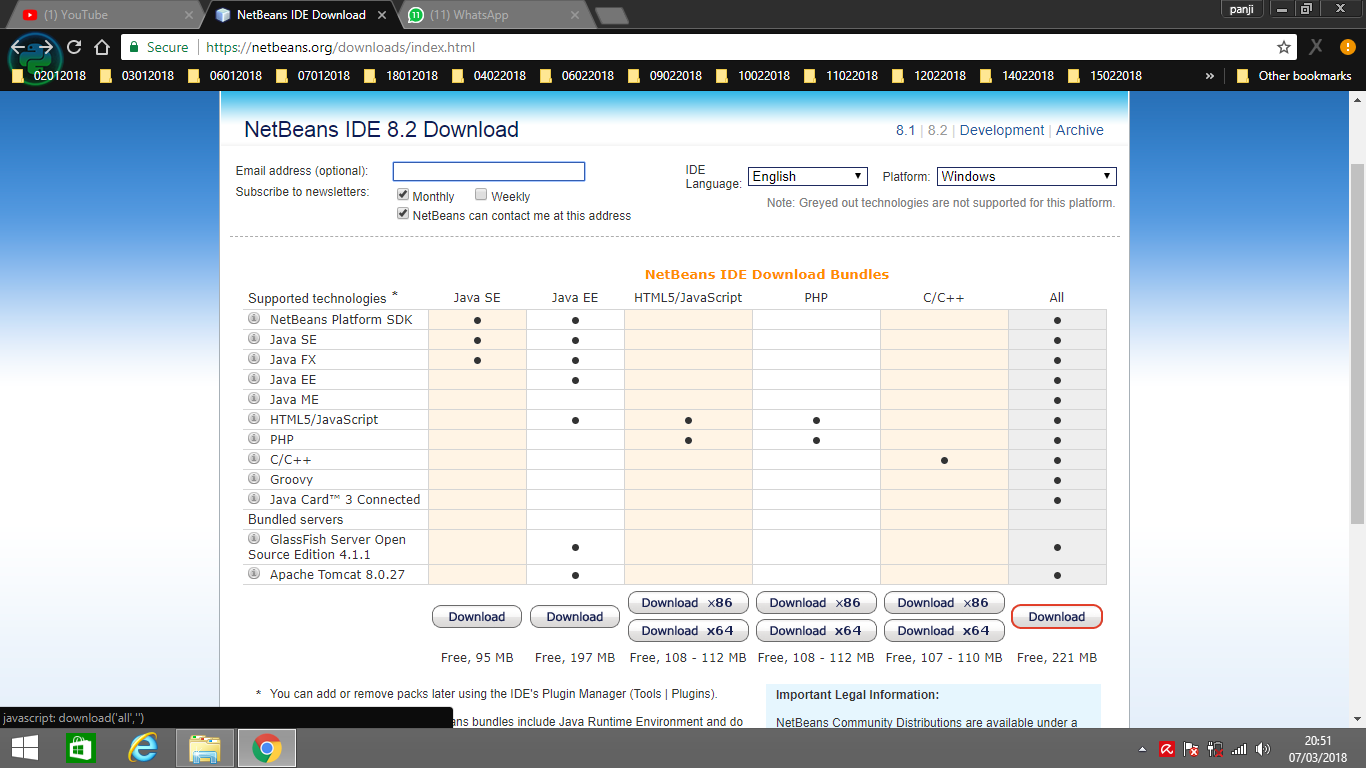 (1) YouTube
NetBeans IDE Download
(11) WhatsApp
panji
Secure https://netbeans.org/downloads/index.html
02012018 03012018 06012018 07012018 18012018 04022018 06022018 09022018 10022018 11022018 12022018 14022018 15022018 » Other bookmarks
NetBeans IDE 8.2 Download
8.1 | 8.2 | Development | Archive
Email address (optional):
Subscribe to newsletters:
Monthly Weekly
NetBeans can contact me at this address
IDE Language: English
Platform: Windows
Note: Greyed out technologies are not supported for this platform.
NetBeans IDE Download Bundles
Supported technologies * Java SE Java EE HTML5/JavaScript PHP C/C++ All
NetBeans Platform SDK • • •
Java SE • • •
Java FX • • •
Java EE • •
Java ME •
HTML5/JavaScript • • • •
PHP • • •
C/C++ • •
Groovy •
Java Card™ 3 Connected •
Bundled servers
GlassFish Server Open
Source Edition 4.1.1 • •
Apache Tomcat 8.0.27 • •
Download Download Download x86 Download x86 Download x86 Download
Download x64 Download x64 Download x64
Free, 95 MB Free, 197 MB Free, 108 - 112 MB Free, 108 - 112 MB Free, 107 - 110 MB Free, 221 MB
* You can add or remove packs later using the IDE's Plugin Manager (Tools | Plugins).
ans bundles include Java Runtime Environment and do
Important Legal Information:
NetBeans Community Distributions are available under a
javascript: download('all','')
20:51
07/03/2018